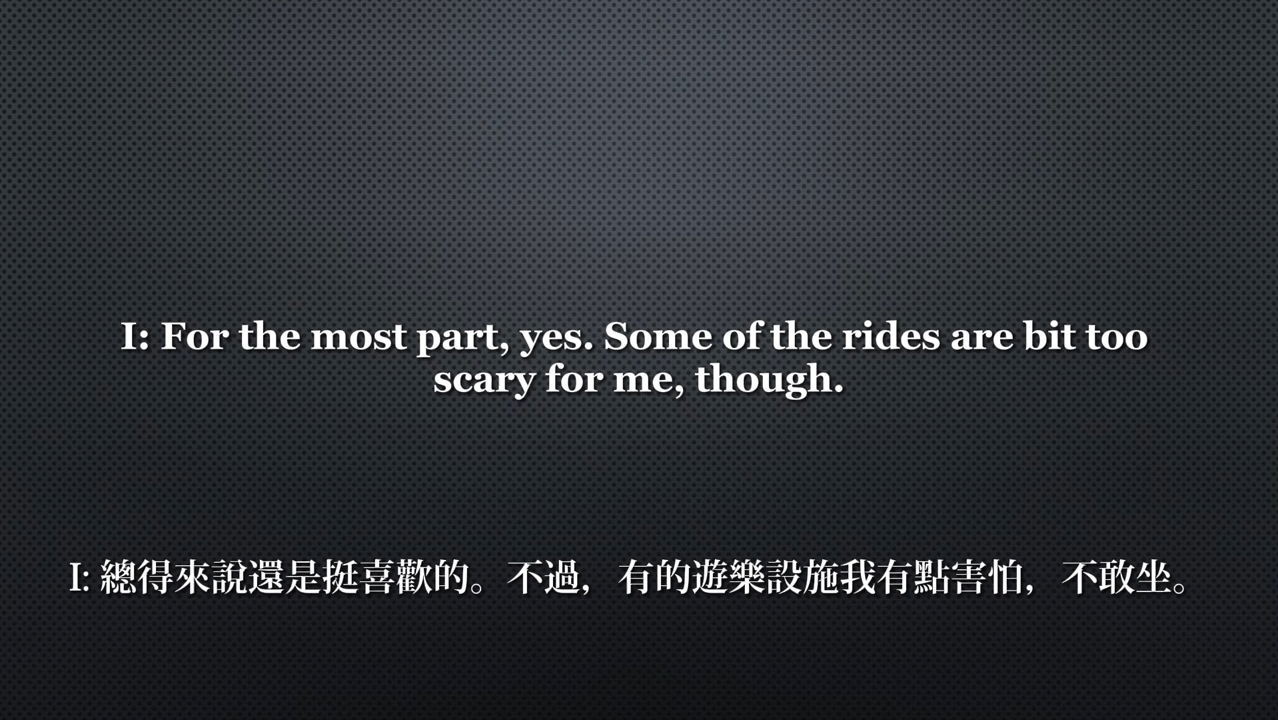 I: For the most part, yes. Some of the rides are bit too
scary for me, though.
I: 總得來說還是挺喜歡的。不過，有的遊樂設施我有點害怕，不敢坐。